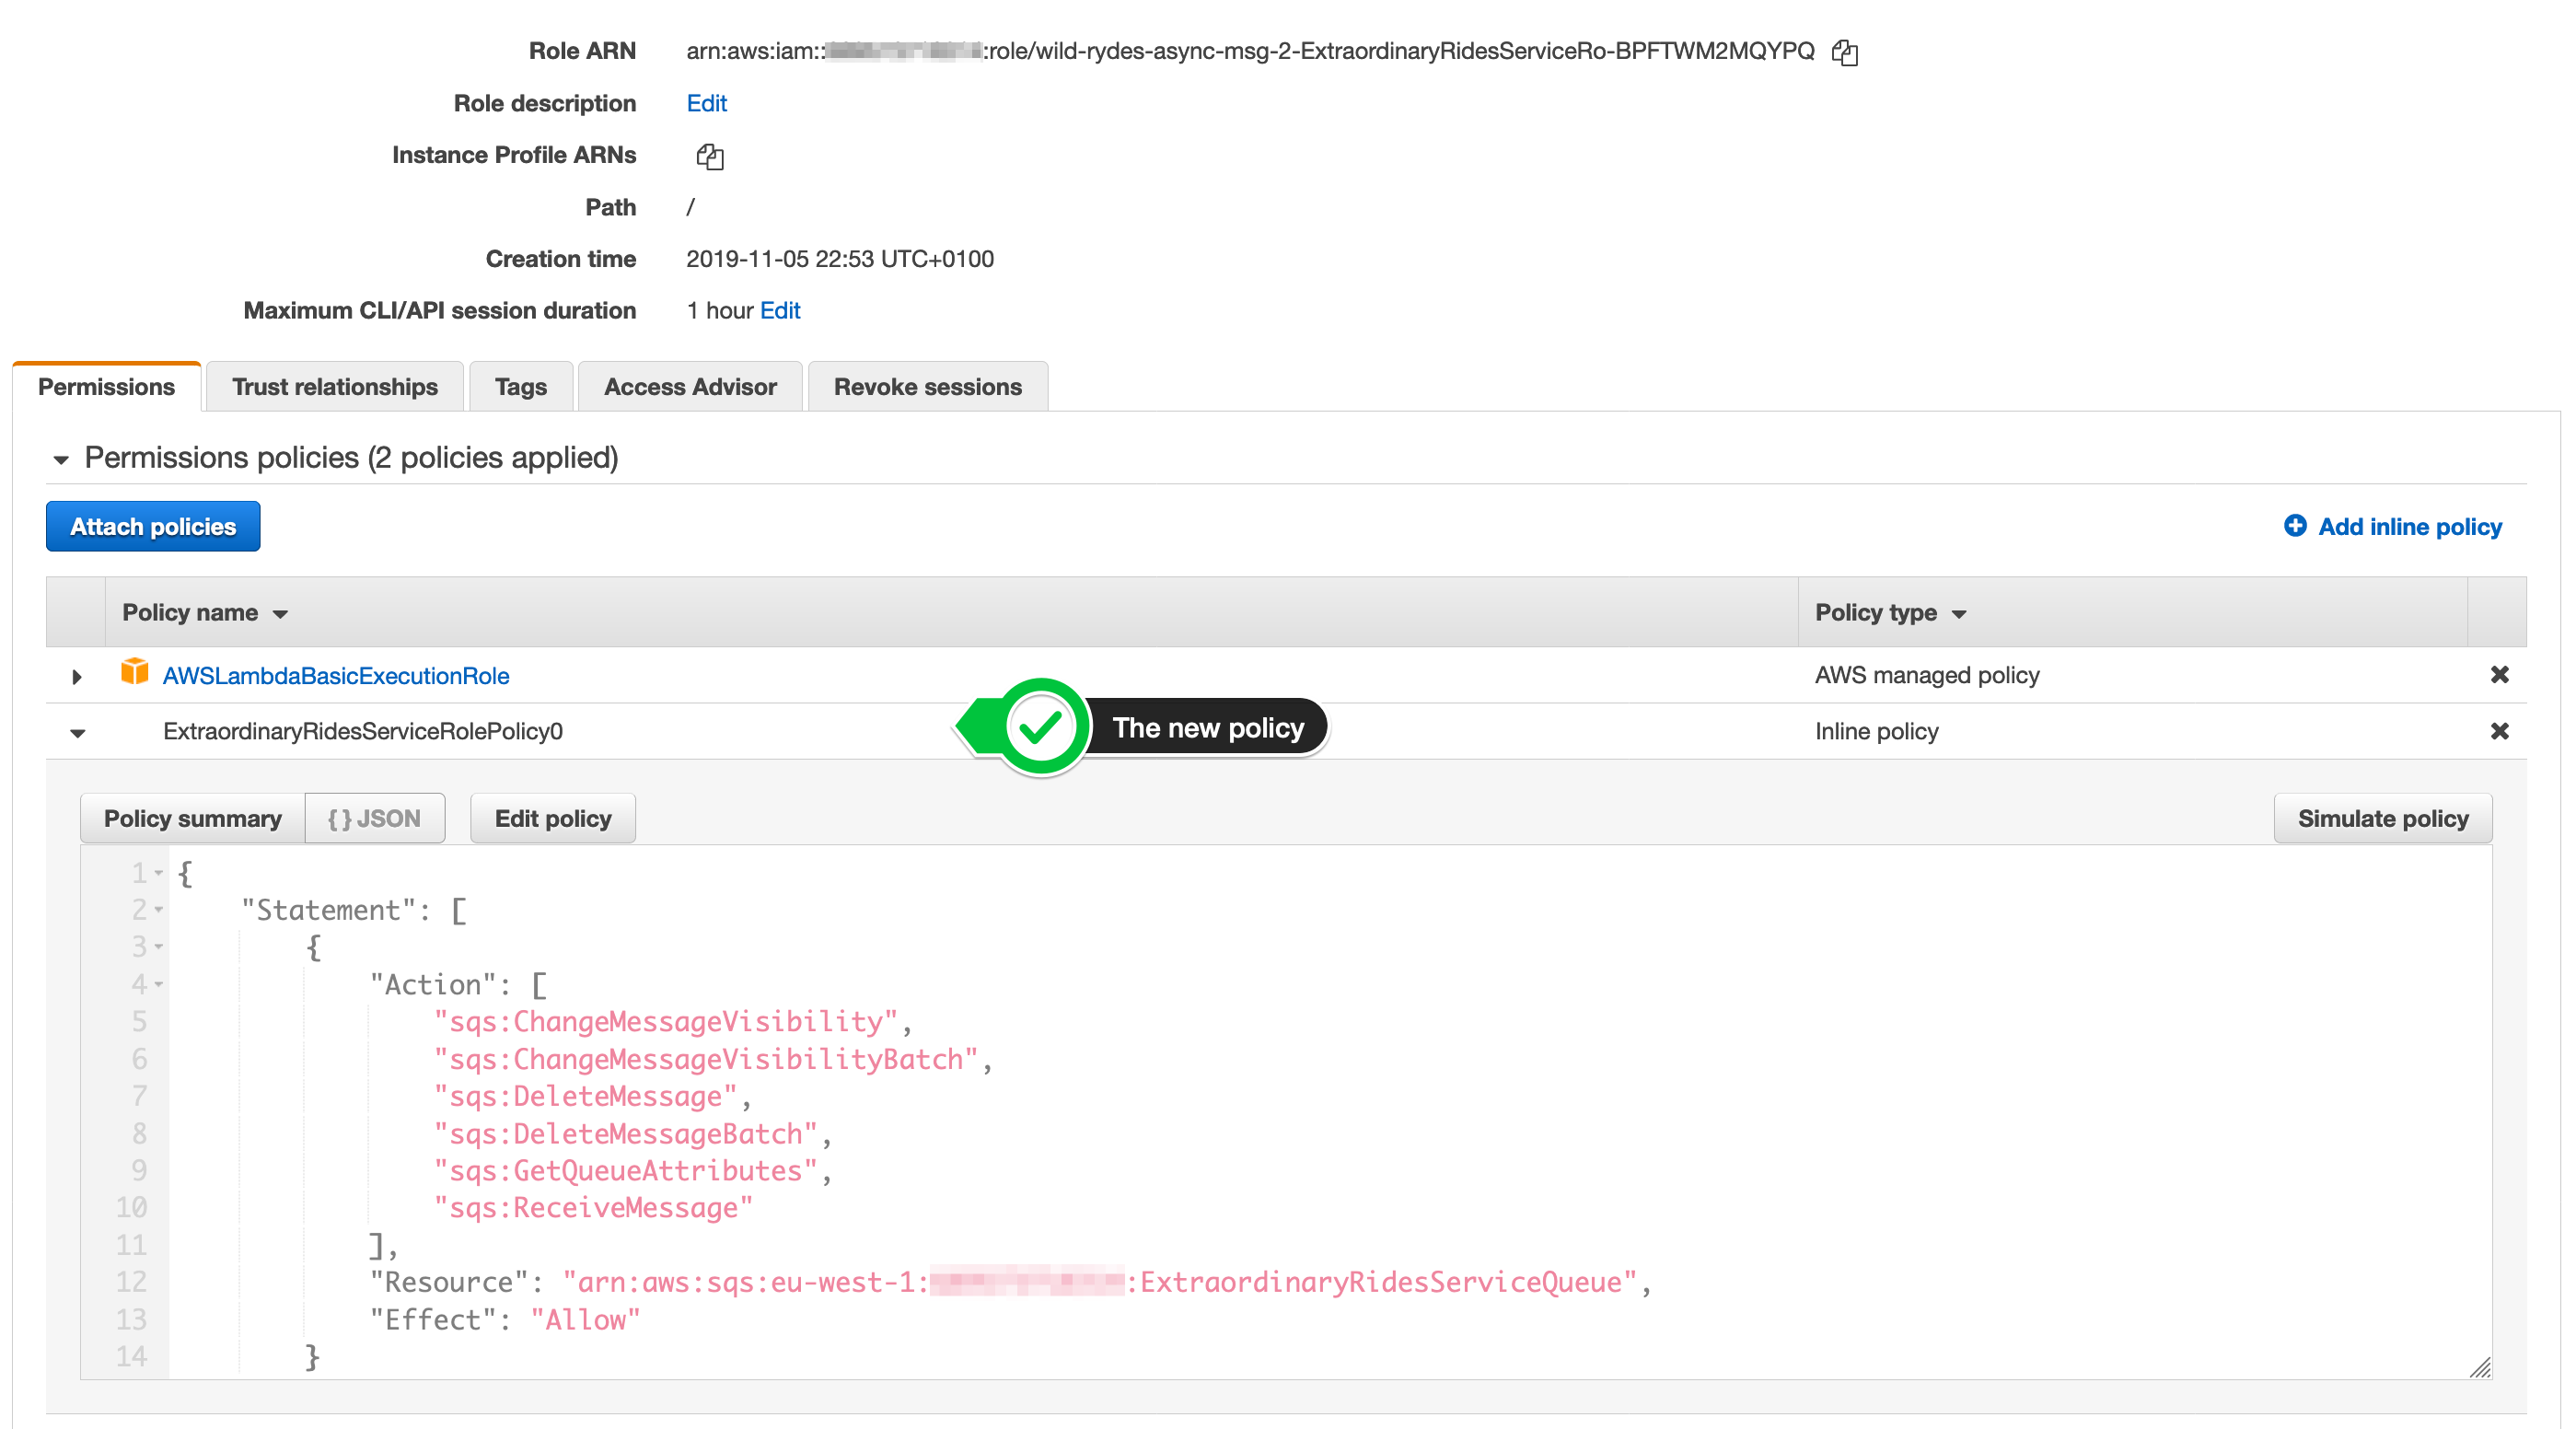 Role ARN arn:aws:iam:: :role/wild-rydes-async-msg-2-ExtraordinaryRidesServiceRo-BPFTWM2MQYPQ
Role description Edit
Instance Profile ARNs
Path /
Creation time 2019-11-05 22:53 UTC+0100
Maximum CLI/API session duration 1 hour Edit
Permissions Trust relationships Tags Access Advisor Revoke sessions
Permissions policies (2 policies applied)
Attach policies Add inline policy
Policy name Policy type
AWSLambdaBasicExecutionRole AWS managed policy
ExtraordinaryRidesServiceRolePolicy0 The new policy Inline policy
Policy summary { } JSON Edit policy Simulate policy
1 {
2 "Statement": [
3 {
4 "Action": [
5 "sqs:ChangeMessageVisibility",
6 "sqs:ChangeMessageVisibilityBatch",
7 "sqs:DeleteMessage",
8 "sqs:DeleteMessageBatch",
9 "sqs:GetQueueAttributes",
10 "sqs:ReceiveMessage"
11 ],
12 "Resource": "arn:aws:sqs:eu-west-1: :ExtraordinaryRidesServiceQueue",
13 "Effect": "Allow"
14 }